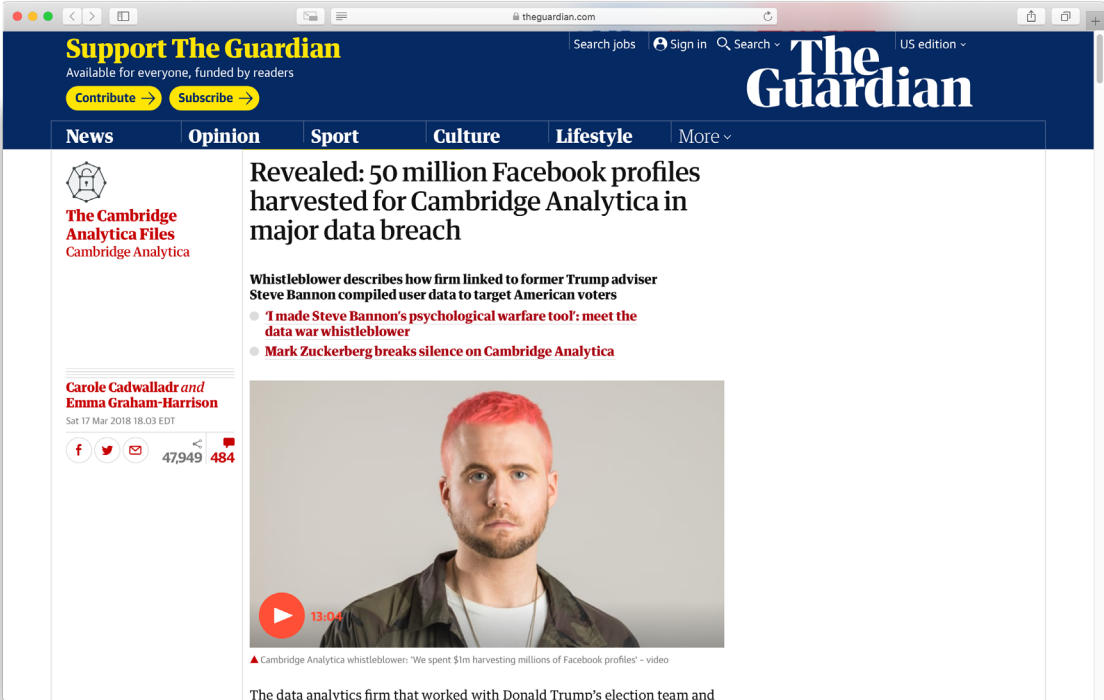 theguardian.com
Support The Guardian
Available for everyone, funded by readers
Contribute →
Subscribe →
Search jobs
Sign in
Search
US edition
The
Guardian
News
Opinion
Sport
Culture
Lifestyle
More
The Cambridge
Analytica Files
Cambridge Analytica
Revealed: 50 million Facebook profiles
harvested for Cambridge Analytica in
major data breach
Whistleblower describes how firm linked to former Trump adviser
Steve Bannon compiled user data to target American voters
‘I made Steve Bannon’s psychological warfare tool’: meet the
data war whistleblower
Mark Zuckerberg breaks silence on Cambridge Analytica
Carole Cadwalladr and
Emma Graham-Harrison
Sat 17 Mar 2018 18.03 EDT
47,949
484
13:04
Cambridge Analytica whistleblower: 'We spent $1m harvesting millions of Facebook profiles' – video
The data analytics firm that worked with Donald Trump’s election team and